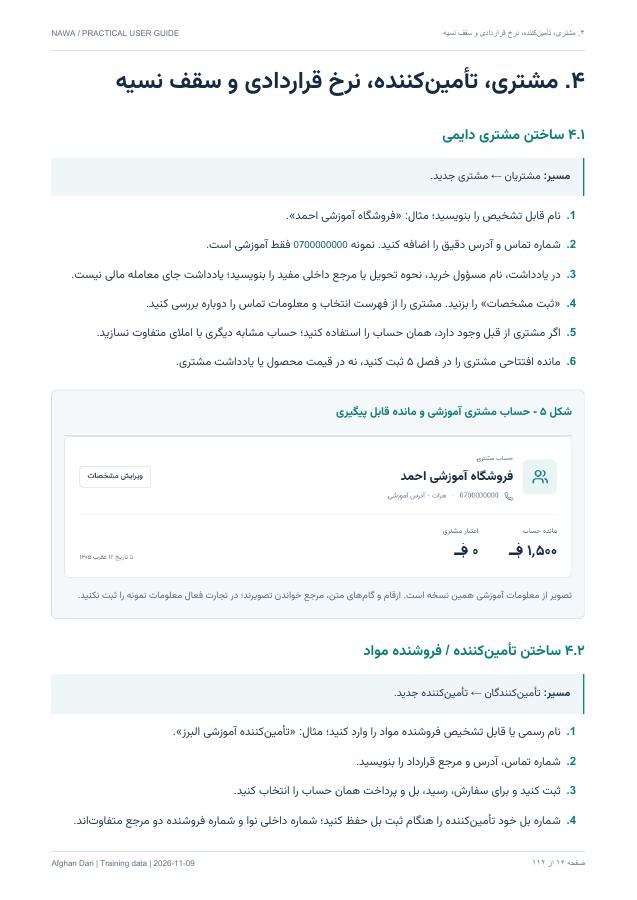 NAWA / PRACTICAL USER GUIDE
۴. مشتری، تأمین‌کننده، نرخ قراردادی و سقف نسیه
۴. مشتری، تأمین‌کننده، نرخ قراردادی و سقف نسیه
۴.۱ ساختن مشتری دایمی
مسیر: مشتریان ← مشتری جدید.
1. نام قابل تشخیص را بنویسید؛ مثال: «فروشگاه آموزشی احمد».
2. شماره تماس و آدرس دقیق را اضافه کنید. نمونه 0700000000 فقط آموزشی است.
3. در یادداشت، نام مسؤول خرید، نحوه تحویل یا مرجع داخلی مفید را بنویسید؛ یادداشت جای معامله مالی نیست.
4. «ثبت مشخصات» را بزنید. مشتری را از فهرست انتخاب و معلومات تماس را دوباره بررسی کنید.
5. اگر مشتری از قبل وجود دارد، همان حساب را استفاده کنید؛ حساب مشابه دیگری با املای متفاوت نسازید.
6. مانده افتتاحی مشتری را در فصل ۵ ثبت کنید، نه در قیمت محصول یا یادداشت مشتری.
شکل ۵ - حساب مشتری آموزشی و مانده قابل پیگیری
حساب مشتری
فروشگاه آموزشی احمد
ویرایش مشخصات
0700000000 · هرات - آدرس آموزشی
مانده حساب
اعتبار مشتری
۱,۵۰۰ ؋
۰ ؋
تا تاریخ ۱۲ عقرب ۱۴۰۵
تصویر از معلومات آموزشی همین نسخه است. ارقام و گام‌های متن، مرجع خواندن تصویرند؛ در تجارت فعال معلومات نمونه را ثبت نکنید.
۴.۲ ساختن تأمین‌کننده / فروشنده مواد
مسیر: تأمین‌کنندگان ← تأمین‌کننده جدید.
1. نام رسمی یا قابل تشخیص فروشنده مواد را وارد کنید؛ مثال: «تأمین‌کننده آموزشی البرز».
2. شماره تماس، آدرس و مرجع قرارداد را بنویسید.
3. ثبت کنید و برای سفارش، رسید، بل و پرداخت همان حساب را انتخاب کنید.
4. شماره بل خود تأمین‌کننده را هنگام ثبت بل حفظ کنید؛ شماره داخلی نوا و شماره فروشنده دو مرجع متفاوت‌اند.
Afghan Dari | Training data | 2026-11-09
صفحه ۱۴ از ۱۱۲